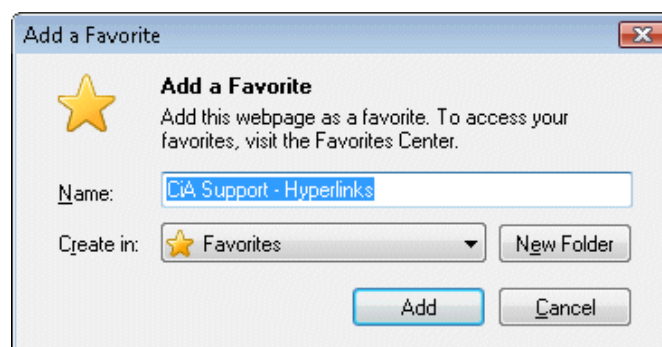 Add a Favorite
Add a Favorite
Add this webpage as a favorite. To access your
favorites, visit the Favorites Center.
Name: CiA Support - Hyperlinks
Create in: Favorites New Folder
Add Cancel